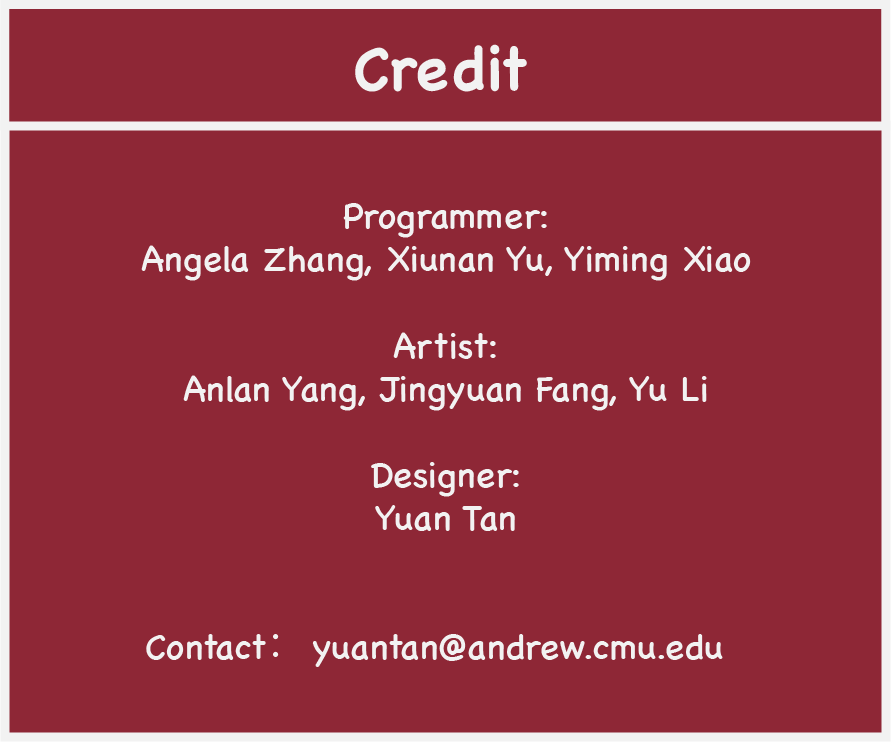 Credit
Programmer:
Angela Zhang, Xiunan Yu, Yiming Xiao
Artist:
Anlan Yang, Jingyuan Fang, Yu Li
Designer:
Yuan Tan
Contact： yuantan@andrew.cmu.edu